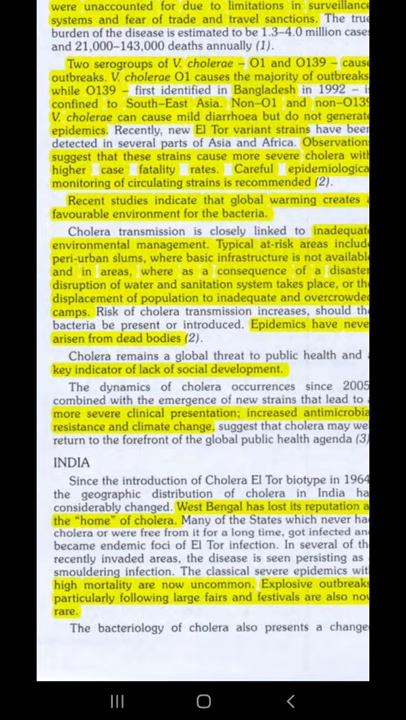 were unaccounted for due to limitations in surveillance
systems and fear of trade and travel sanctions. The true
burden of the disease is estimated to be 1.3–4.0 million cases
and 21,000–143,000 deaths annually (1).
Two serogroups of V. cholerae – O1 and O139 – cause
outbreaks. V. cholerae O1 causes the majority of outbreaks
while O139 – first identified in Bangladesh in 1992 – i
confined to South–East Asia. Non–O1 and non–O139
V. cholerae can cause mild diarrhoea but do not generate
epidemics. Recently, new El Tor variant strains have been
detected in several parts of Asia and Africa. Observation
suggest that these strains cause more severe cholera with
higher case fatality rates. Careful epidemiologica
monitoring of circulating strains is recommended (2).
Recent studies indicate that global warming creates
favourable environment for the bacteria.
Cholera transmission is closely linked to inadequate
environmental management. Typical at-risk areas include
peri-urban slums, where basic infrastructure is not available
and in areas, where as a consequence of a disaster
disruption of water and sanitation system takes place, or the
displacement of population to inadequate and overcrowded
camps. Risk of cholera transmission increases, should the
bacteria be present or introduced. Epidemics have neve
arisen from dead bodies (2).
Cholera remains a global threat to public health and a
key indicator of lack of social development.
The dynamics of cholera occurrences since 2005
combined with the emergence of new strains that lead to a
more severe clinical presentation; increased antimicrobia
resistance and climate change, suggest that cholera may we
return to the forefront of the global public health agenda (3)
INDIA
Since the introduction of Cholera El Tor biotype in 1964
the geographic distribution of cholera in India ha
considerably changed. West Bengal has lost its reputation a
the “home” of cholera. Many of the States which never ha
cholera or were free from it for a long time, got infected an
became endemic foci of El Tor infection. In several of th
recently invaded areas, the disease is seen persisting as
smouldering infection. The classical severe epidemics wit
high mortality are now uncommon. Explosive outbreak
particularly following large fairs and festivals are also no
rare.
The bacteriology of cholera also presents a change